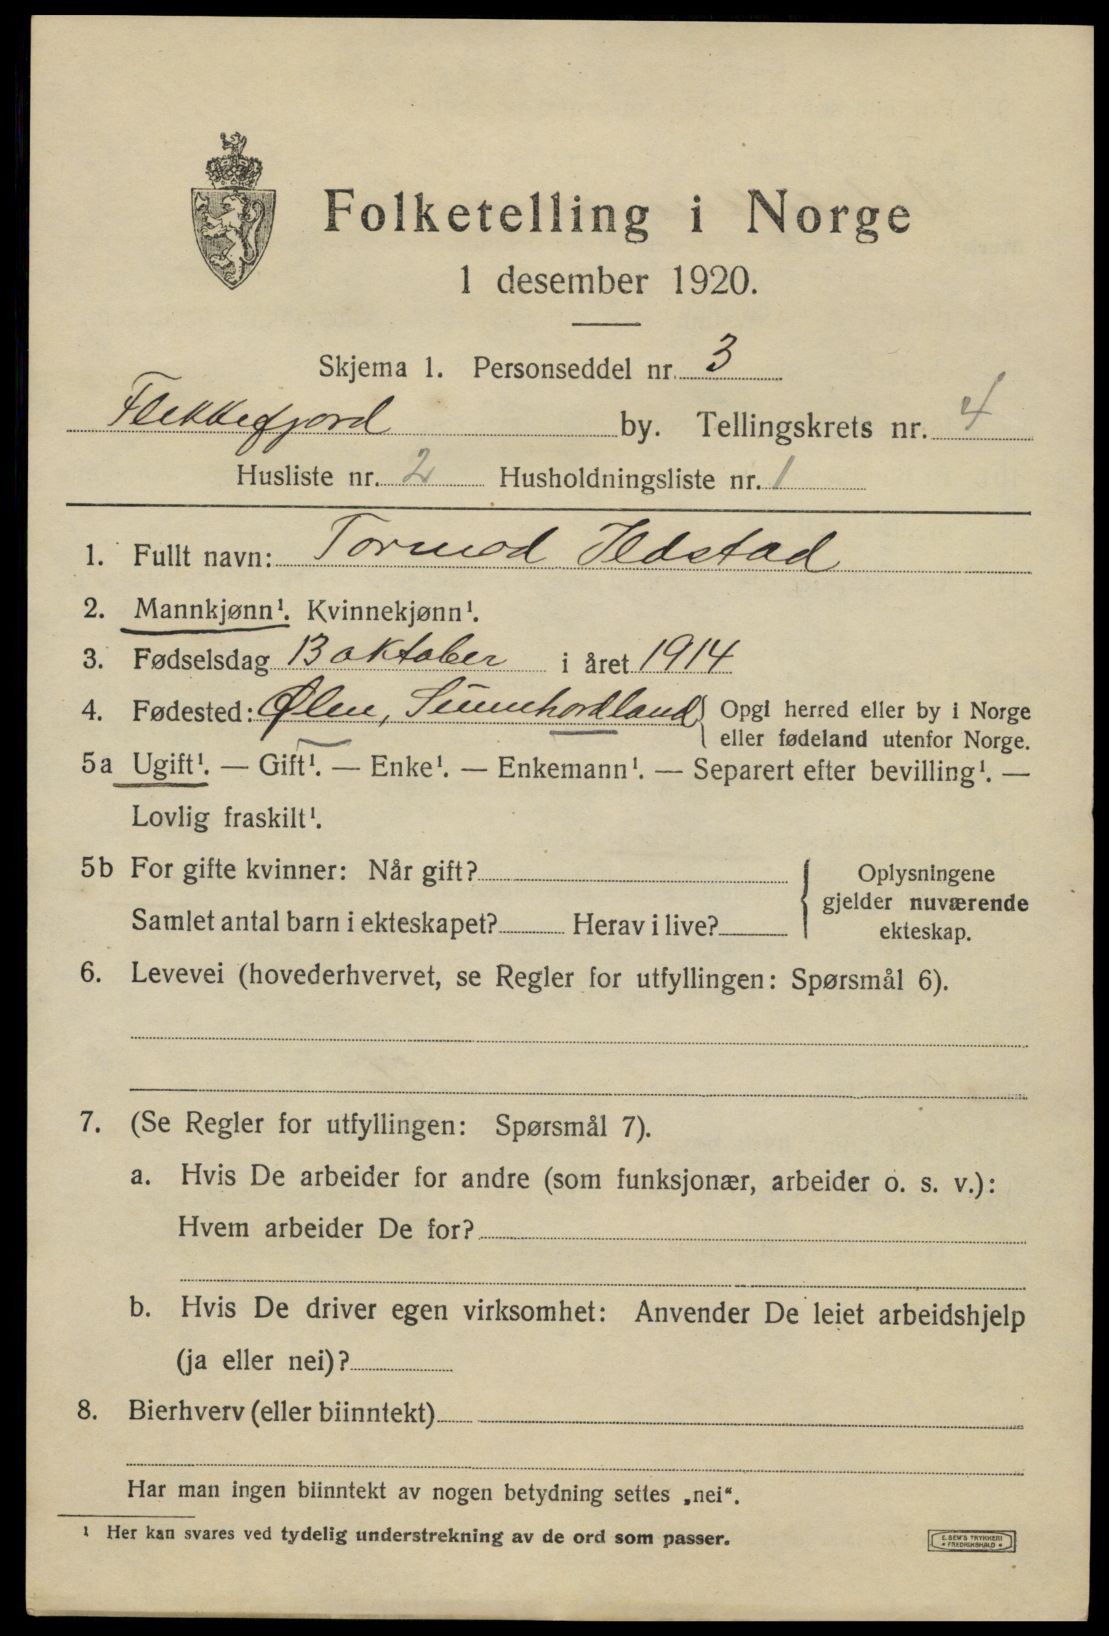 Folketelling i Norge
1 desember 1920.
Skjema 1. Personseddel nr. 3
Flekkefjord by. Tellingskrets nr. 4
Husliste nr. 2 Husholdningsliste nr. 1
1. Fullt navn: Tormod Ildstad
2. Mannkjønn¹. Kvinnekjønn¹.
3. Fødselsdag 13 oktober i året 1914
4. Fødested: Ølen, Sunnhordland } Opgi herred eller by i Norge
eller fødeland utenfor Norge.
5a Ugift¹. — Gift¹. — Enke¹. — Enkemann¹. — Separert efter bevilling¹. —
Lovlig fraskilt¹.
5b For gifte kvinner: Når gift? { Oplysningene
gjelder nuværende
Samlet antal barn i ekteskapet? Herav i live? ekteskap.
6. Levevei (hovederhvervet, se Regler for utfyllingen: Spørsmål 6).
7. (Se Regler for utfyllingen: Spørsmål 7).
a. Hvis De arbeider for andre (som funksjonær, arbeider o. s. v.):
Hvem arbeider De for?
b. Hvis De driver egen virksomhet: Anvender De leiet arbeidshjelp
(ja eller nei)?
8. Bierhverv (eller biinntekt)
Har man ingen biinntekt av nogen betydning settes „nei“.
¹ Her kan svares ved tydelig understrekning av de ord som passer.
E. SEM'S TRYKKERI
• FREDRIKSHALD •